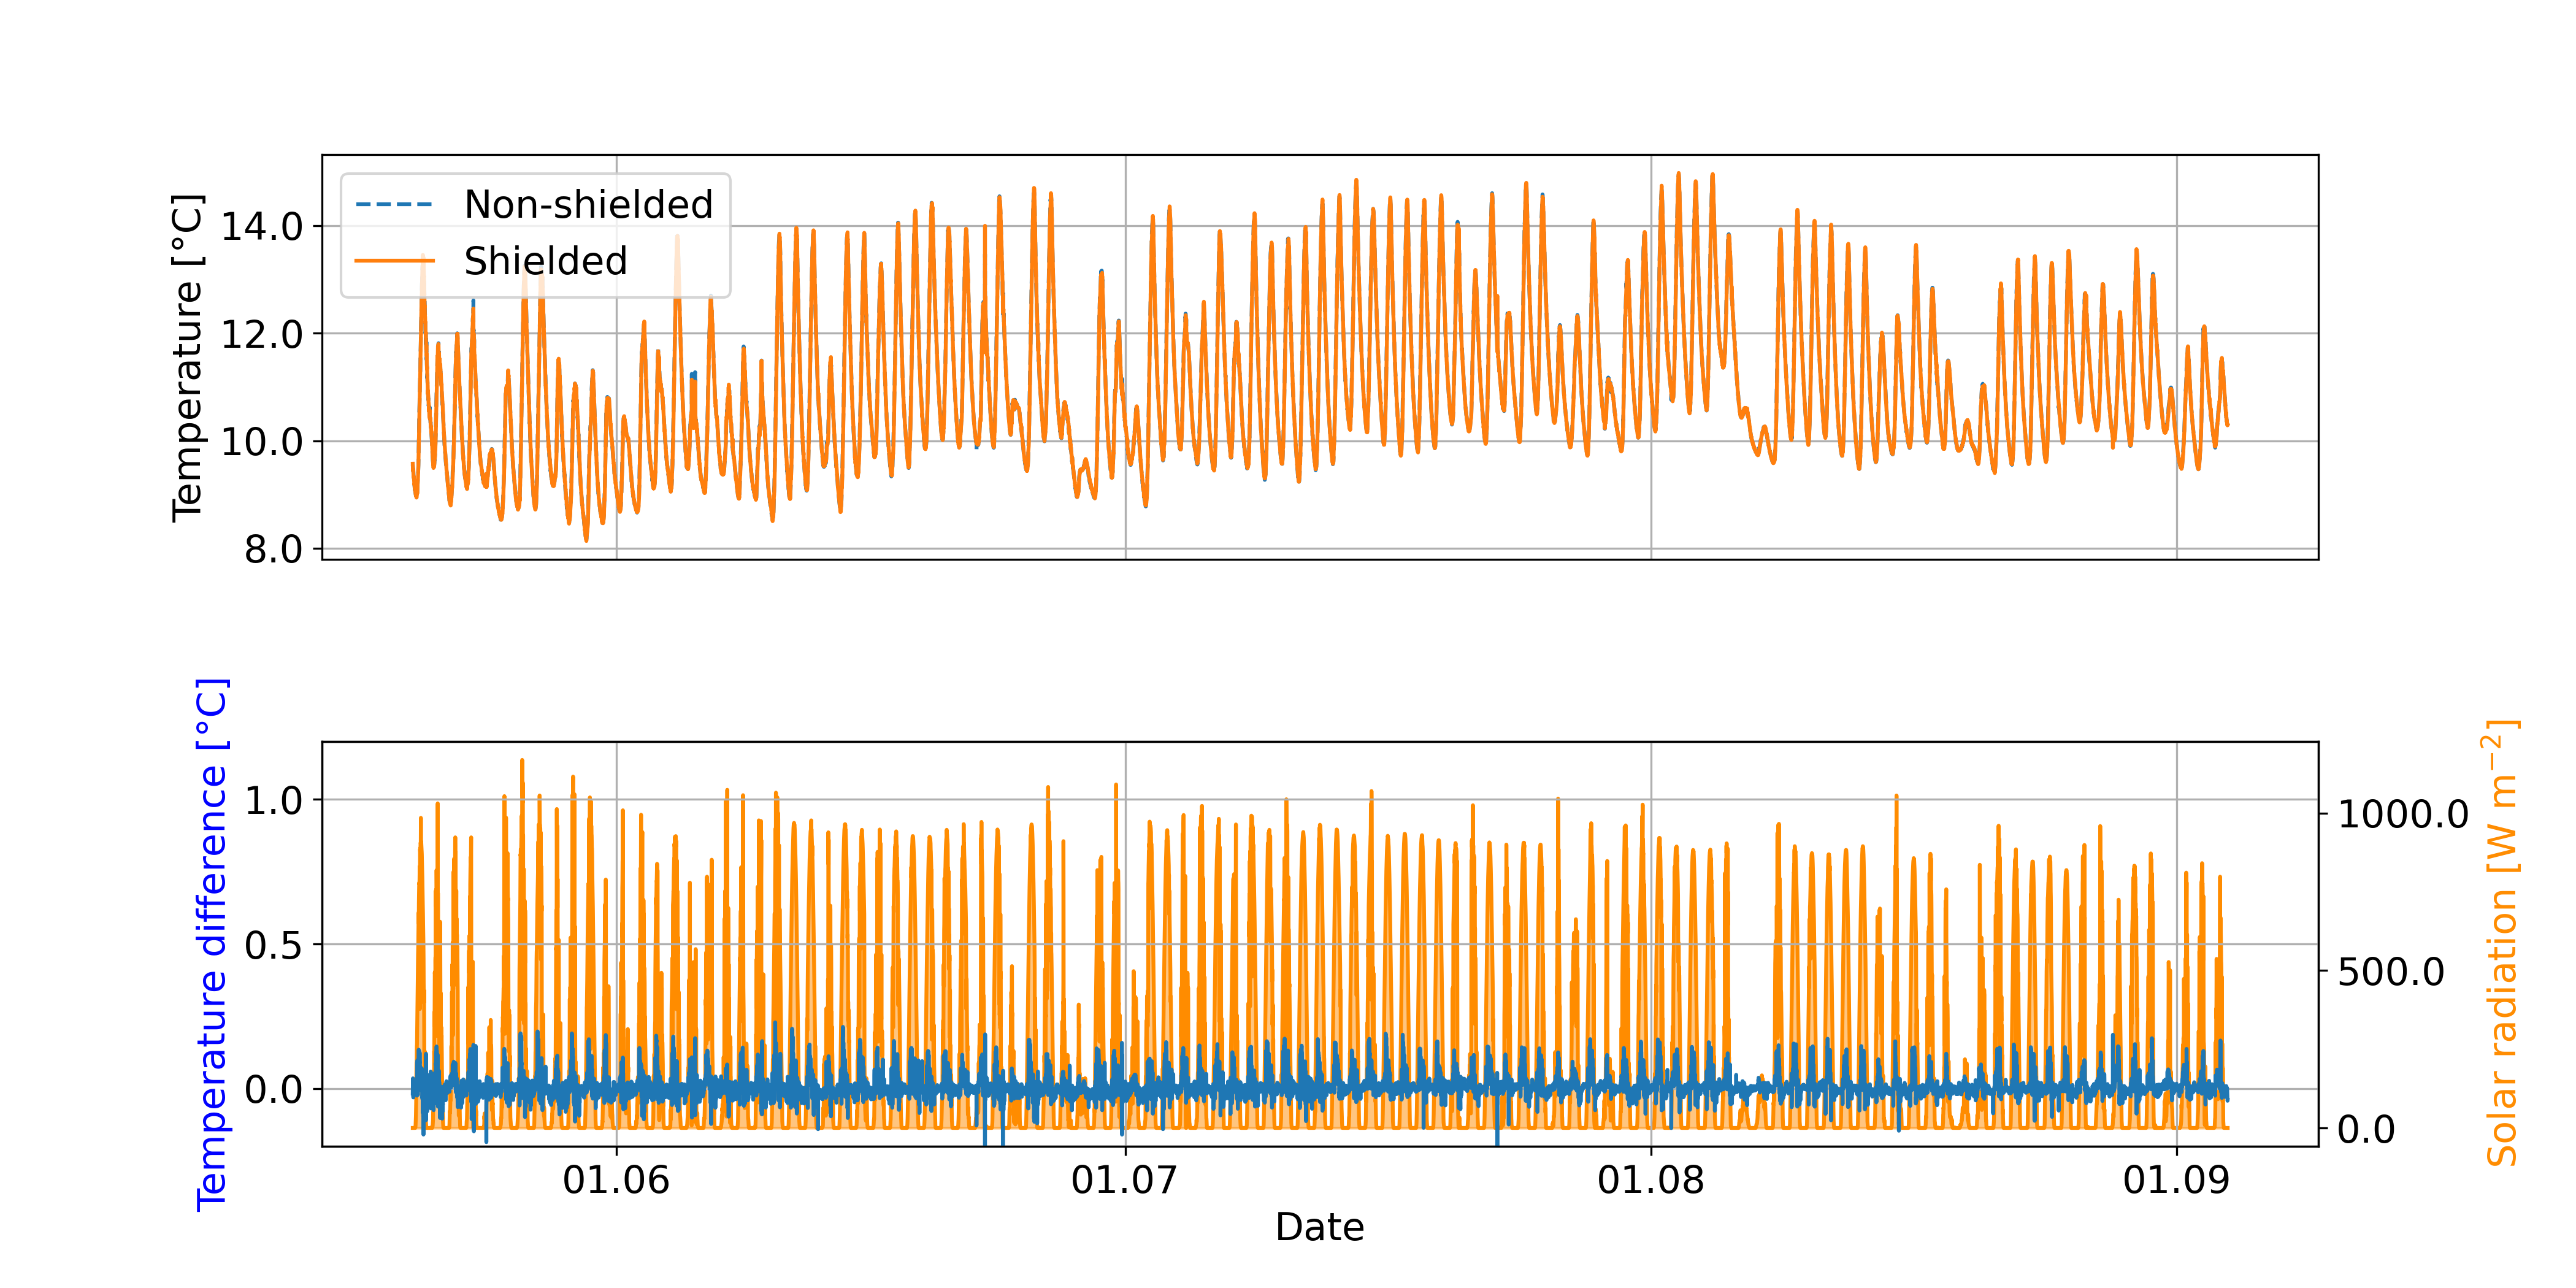 Temperature [°C]
14.0
12.0
10.0
8.0
Non-shielded
Shielded
Temperature difference [°C]
1.0
0.5
0.0
1000.0
500.0
0.0
Solar radiation [W m⁻²]
01.06 01.07 01.08 01.09
Date